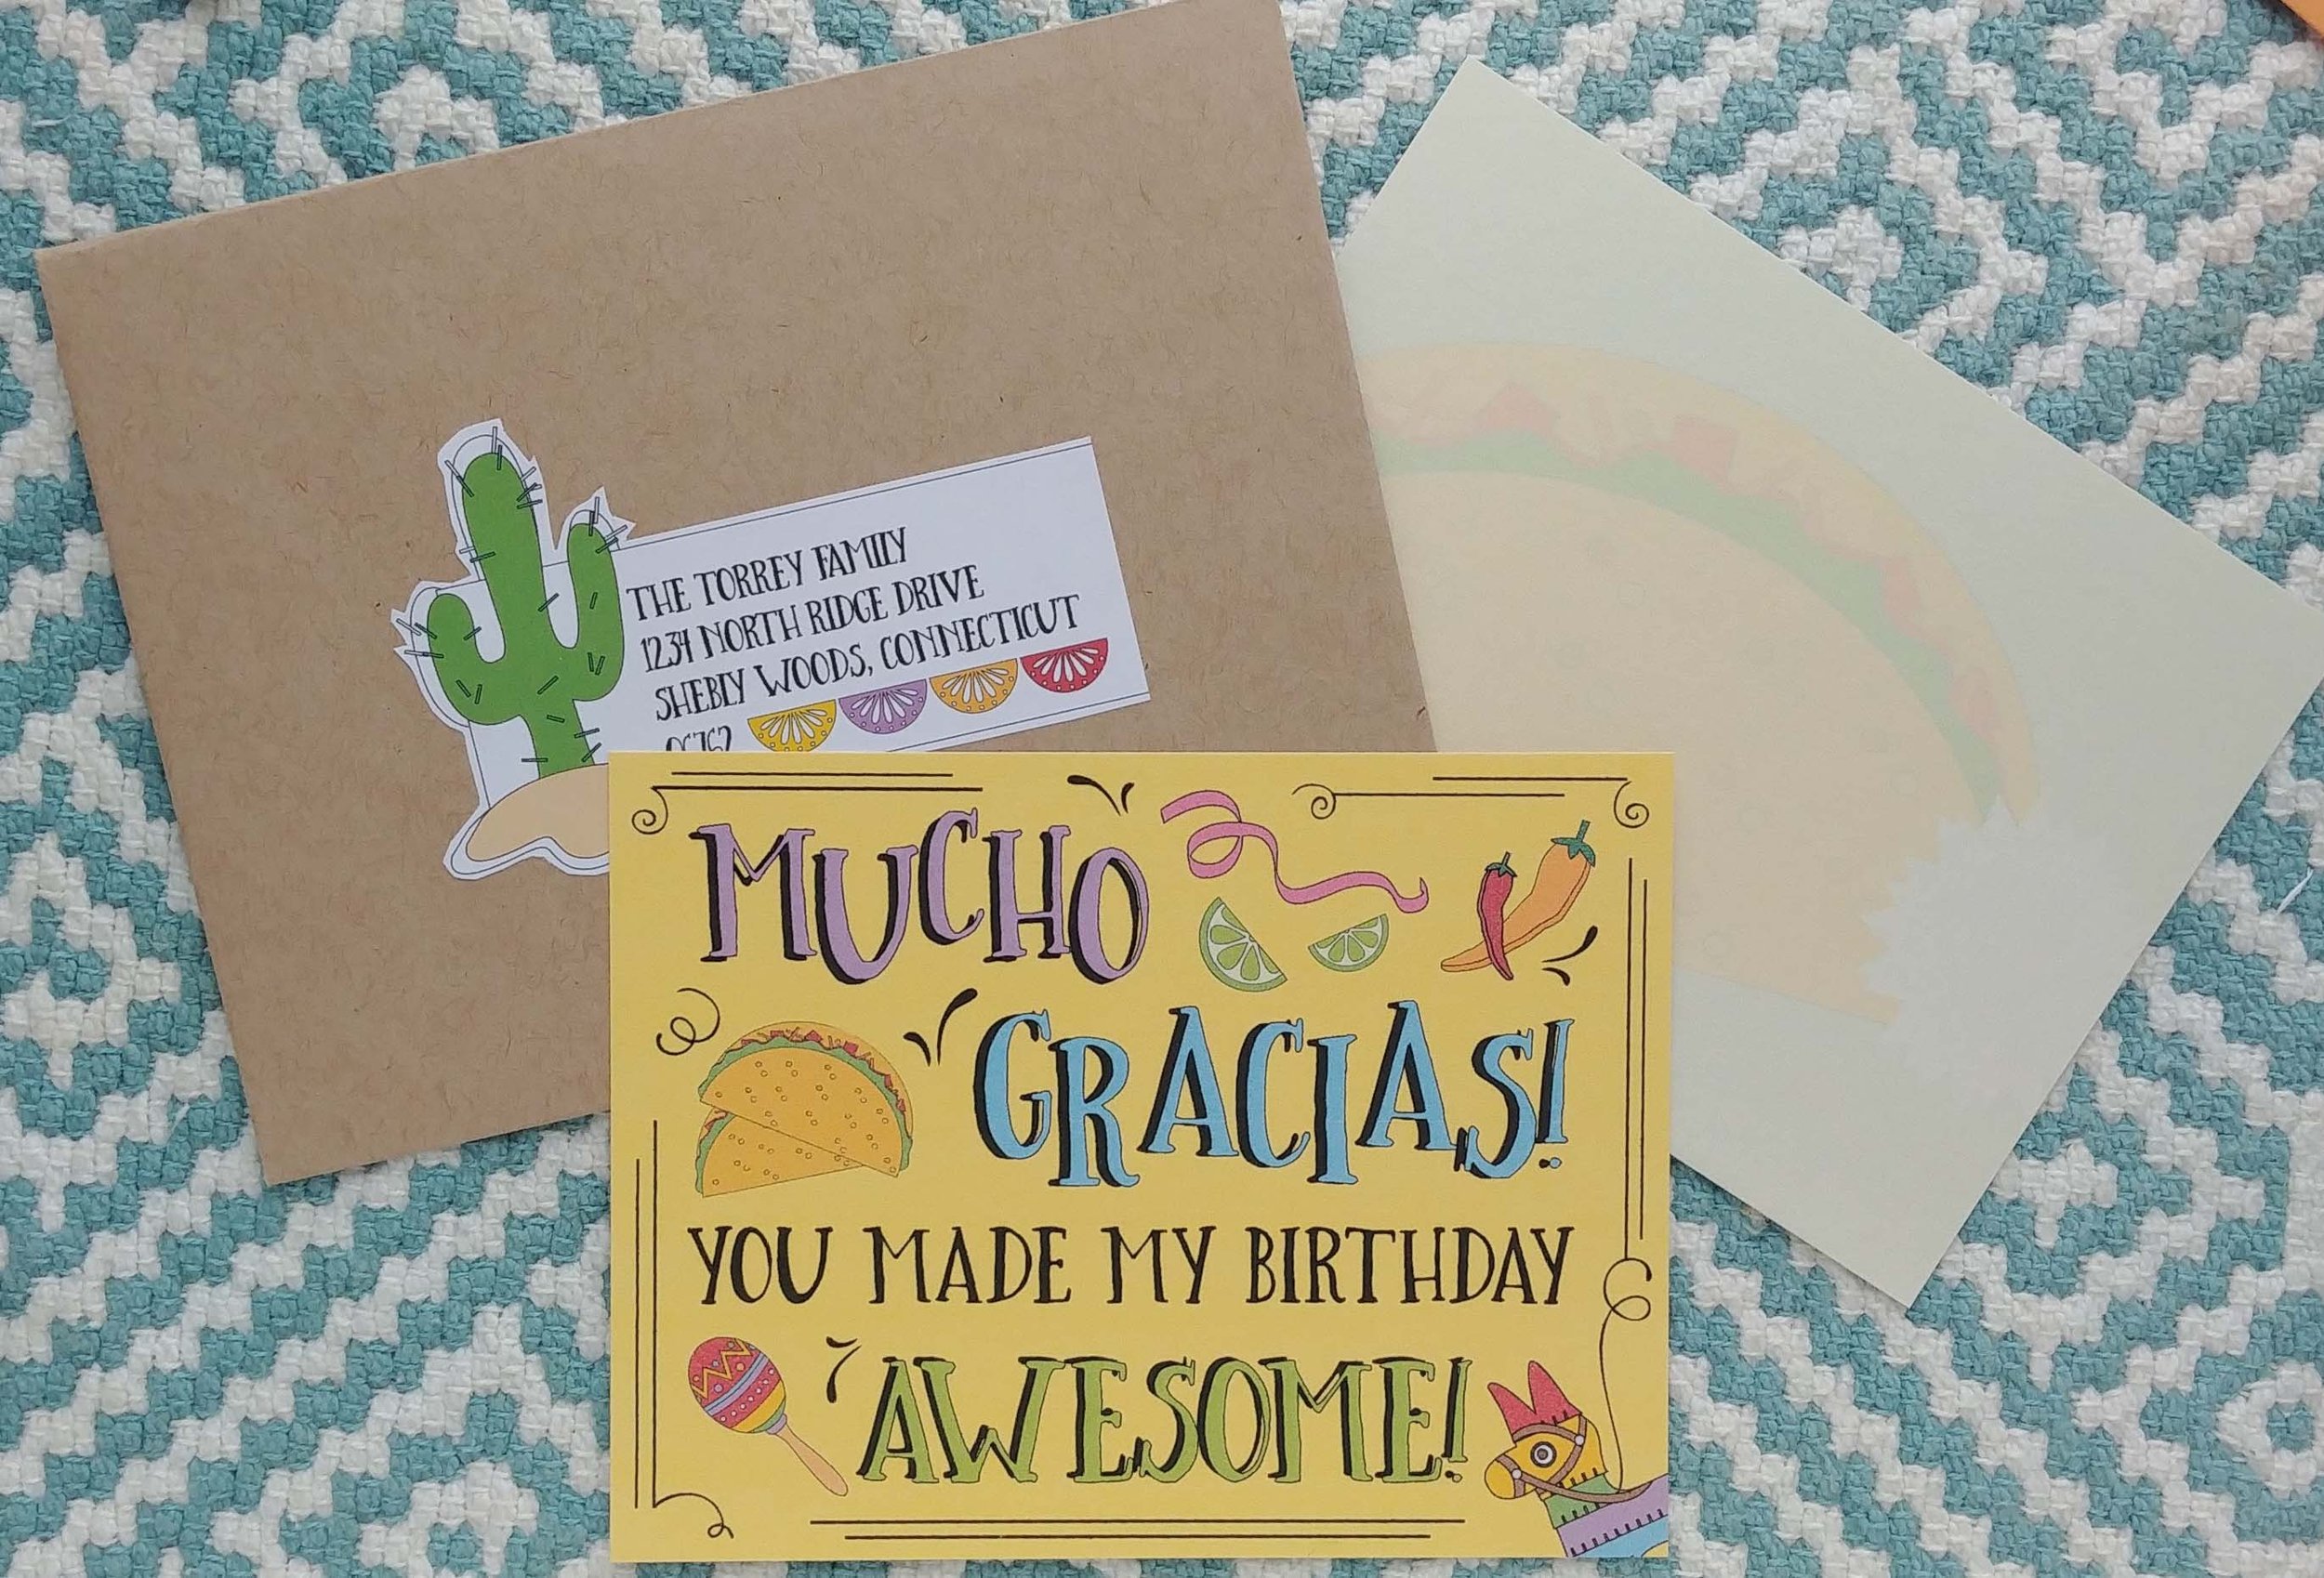 THE TORREY FAMILY
1234 NORTH RIDGE DRIVE
SHEBLY WOODS, CONNECTICUT
MUCHO
GRACIAS!
YOU MADE MY BIRTHDAY
AWESOME!